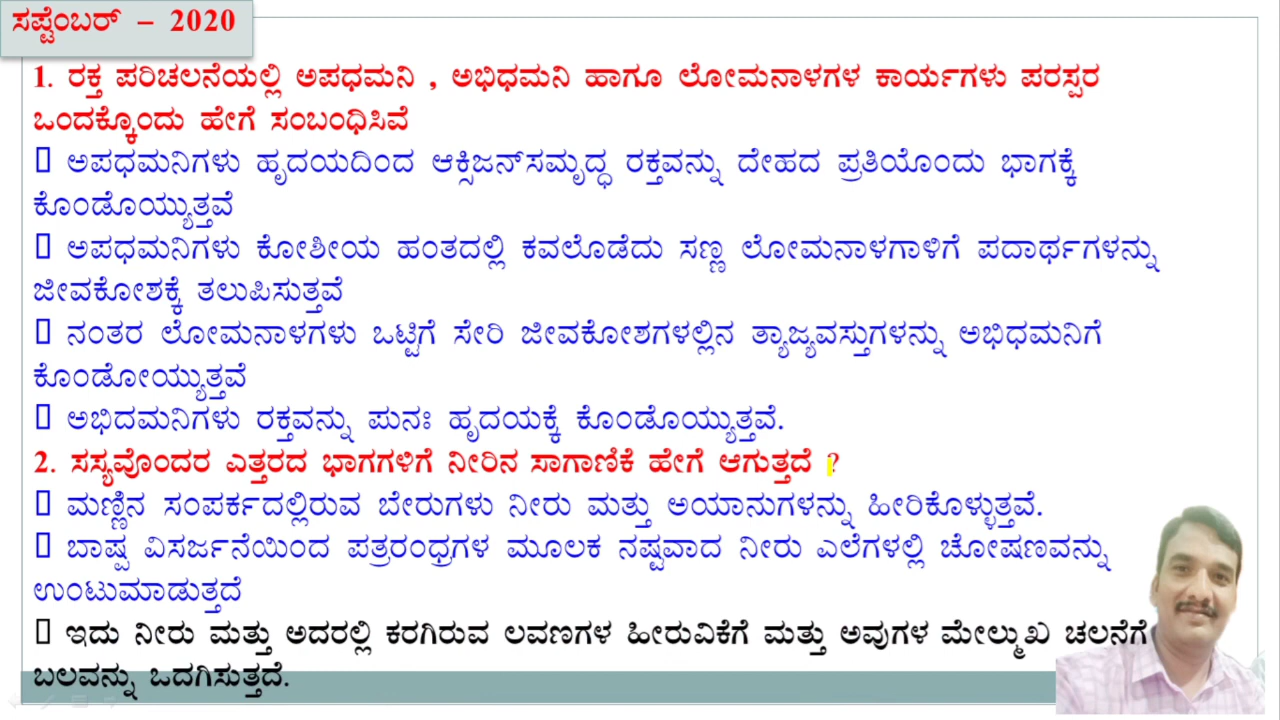 ಸಪ್ಟೆಂಬರ್ – 2020
1. ರಕ್ತ ಪರಿಚಲನೆಯಲ್ಲಿ ಅಪಧಮನಿ , ಅಭಿಧಮನಿ ಹಾಗೂ ಲೋಮನಾಳಗಳ ಕಾರ್ಯಗಳು ಪರಸ್ಪರ
ಒಂದಕ್ಕೊಂದು ಹೇಗೆ ಸಂಬಂಧಿಸಿವೆ
▯ ಅಪಧಮನಿಗಳು ಹೃದಯದಿಂದ ಆಕ್ಸಿಜನ್‌ಸಮೃದ್ಧ ರಕ್ತವನ್ನು ದೇಹದ ಪ್ರತಿಯೊಂದು ಭಾಗಕ್ಕೆ
ಕೊಂಡೊಯ್ಯುತ್ತವೆ
▯ ಅಪಧಮನಿಗಳು ಕೋಶೀಯ ಹಂತದಲ್ಲಿ ಕವಲೊಡೆದು ಸಣ್ಣ ಲೋಮನಾಳಗಾಳಿಗೆ ಪದಾರ್ಥಗಳನ್ನು
ಜೀವಕೋಶಕ್ಕೆ ತಲುಪಿಸುತ್ತವೆ
▯ ನಂತರ ಲೋಮನಾಳಗಳು ಒಟ್ಟಿಗೆ ಸೇರಿ ಜೀವಕೋಶಗಳಲ್ಲಿನ ತ್ಯಾಜ್ಯವಸ್ತುಗಳನ್ನು ಅಭಿಧಮನಿಗೆ
ಕೊಂಡೋಯ್ಯುತ್ತವೆ
▯ ಅಭಿದಮನಿಗಳು ರಕ್ತವನ್ನು ಪುನಃ ಹೃದಯಕ್ಕೆ ಕೊಂಡೊಯ್ಯುತ್ತವೆ.
2. ಸಸ್ಯವೊಂದರ ಎತ್ತರದ ಭಾಗಗಳಿಗೆ ನೀರಿನ ಸಾಗಾಣಿಕೆ ಹೇಗೆ ಆಗುತ್ತದೆ ?
▯ ಮಣ್ಣಿನ ಸಂಪರ್ಕದಲ್ಲಿರುವ ಬೇರುಗಳು ನೀರು ಮತ್ತು ಅಯಾನುಗಳನ್ನು ಹೀರಿಕೊಳ್ಳುತ್ತವೆ.
▯ ಬಾಷ್ಪ ವಿಸರ್ಜನೆಯಿಂದ ಪತ್ರರಂಧ್ರಗಳ ಮೂಲಕ ನಷ್ಟವಾದ ನೀರು ಎಲೆಗಳಲ್ಲಿ ಚೋಷಣವನ್ನು
ಉಂಟುಮಾಡುತ್ತದೆ
▯ ಇದು ನೀರು ಮತ್ತು ಅದರಲ್ಲಿ ಕರಗಿರುವ ಲವಣಗಳ ಹೀರುವಿಕೆಗೆ ಮತ್ತು ಅವುಗಳ ಮೇಲ್ಮುಖ ಚಲನೆಗೆ
ಬಲವನ್ನು ಒದಗಿಸುತ್ತದೆ.